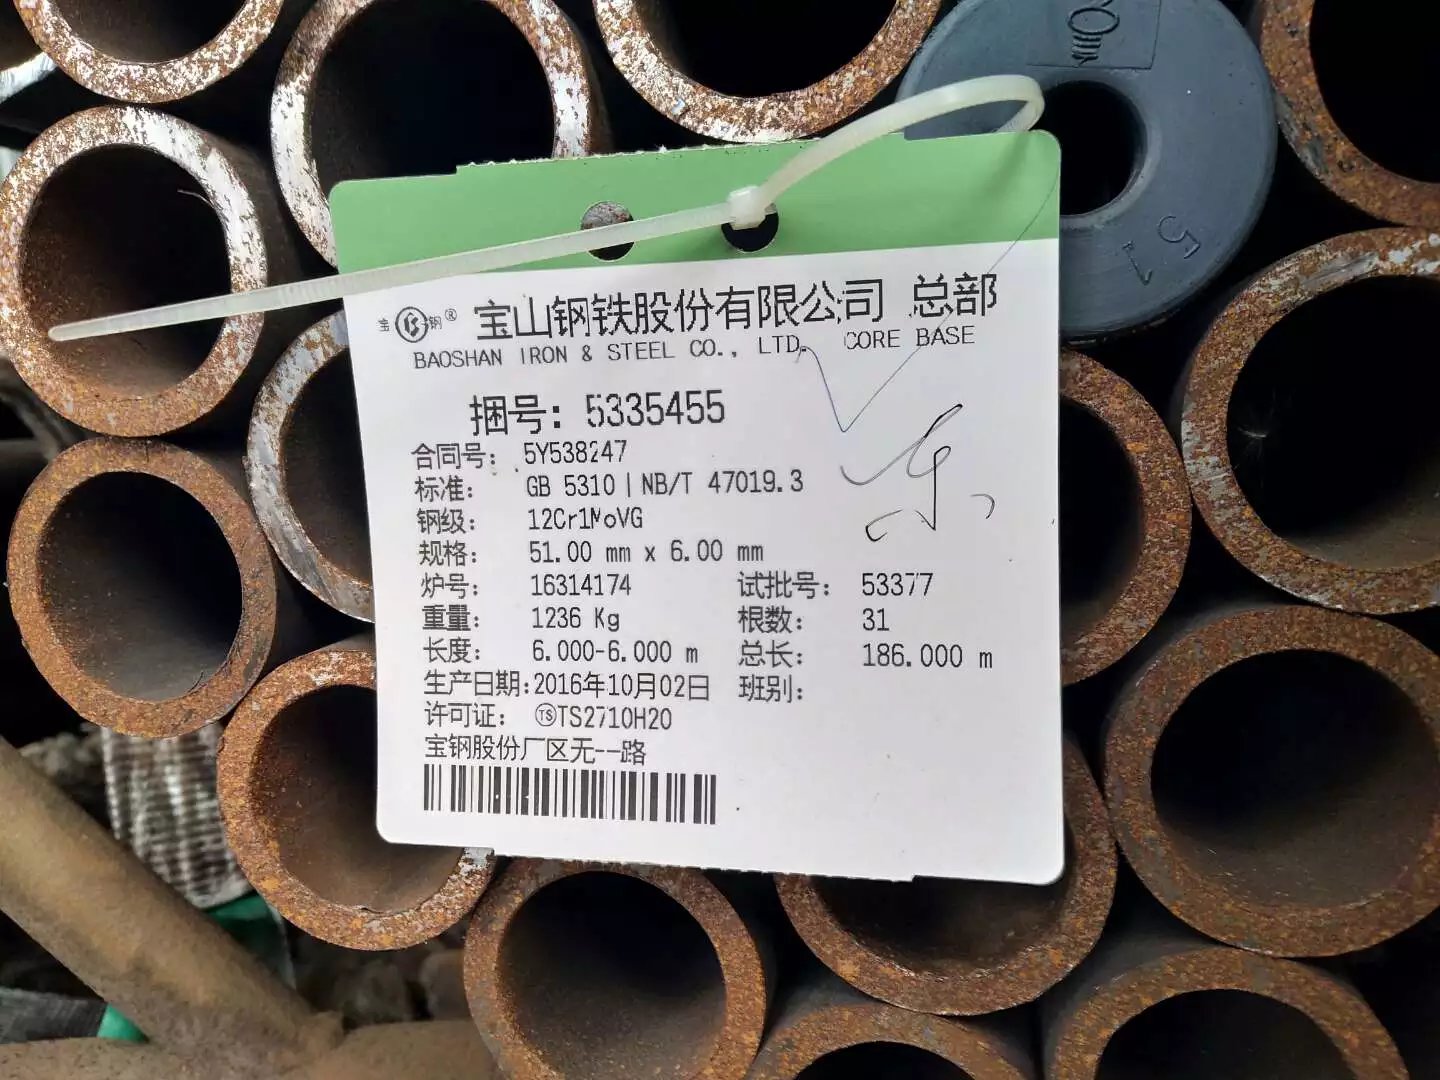 宝 钢®
宝山钢铁股份有限公司 总部
BAOSHAN IRON & STEEL CO., LTD. CORE BASE
捆号: 5335455
合同号: 5Y538247
标准: GB 5310|NB/T 47019.3
钢级: 12Cr1MoVG
规格: 51.00 mm x 6.00 mm
炉号: 16314174 试批号: 53377
重量: 1236 Kg 根数: 31
长度: 6.000-6.000 m 总长: 186.000 m
生产日期:2016年10月02日 班别:
许可证: TS TS2710H20
宝钢股份厂区无一一路
51